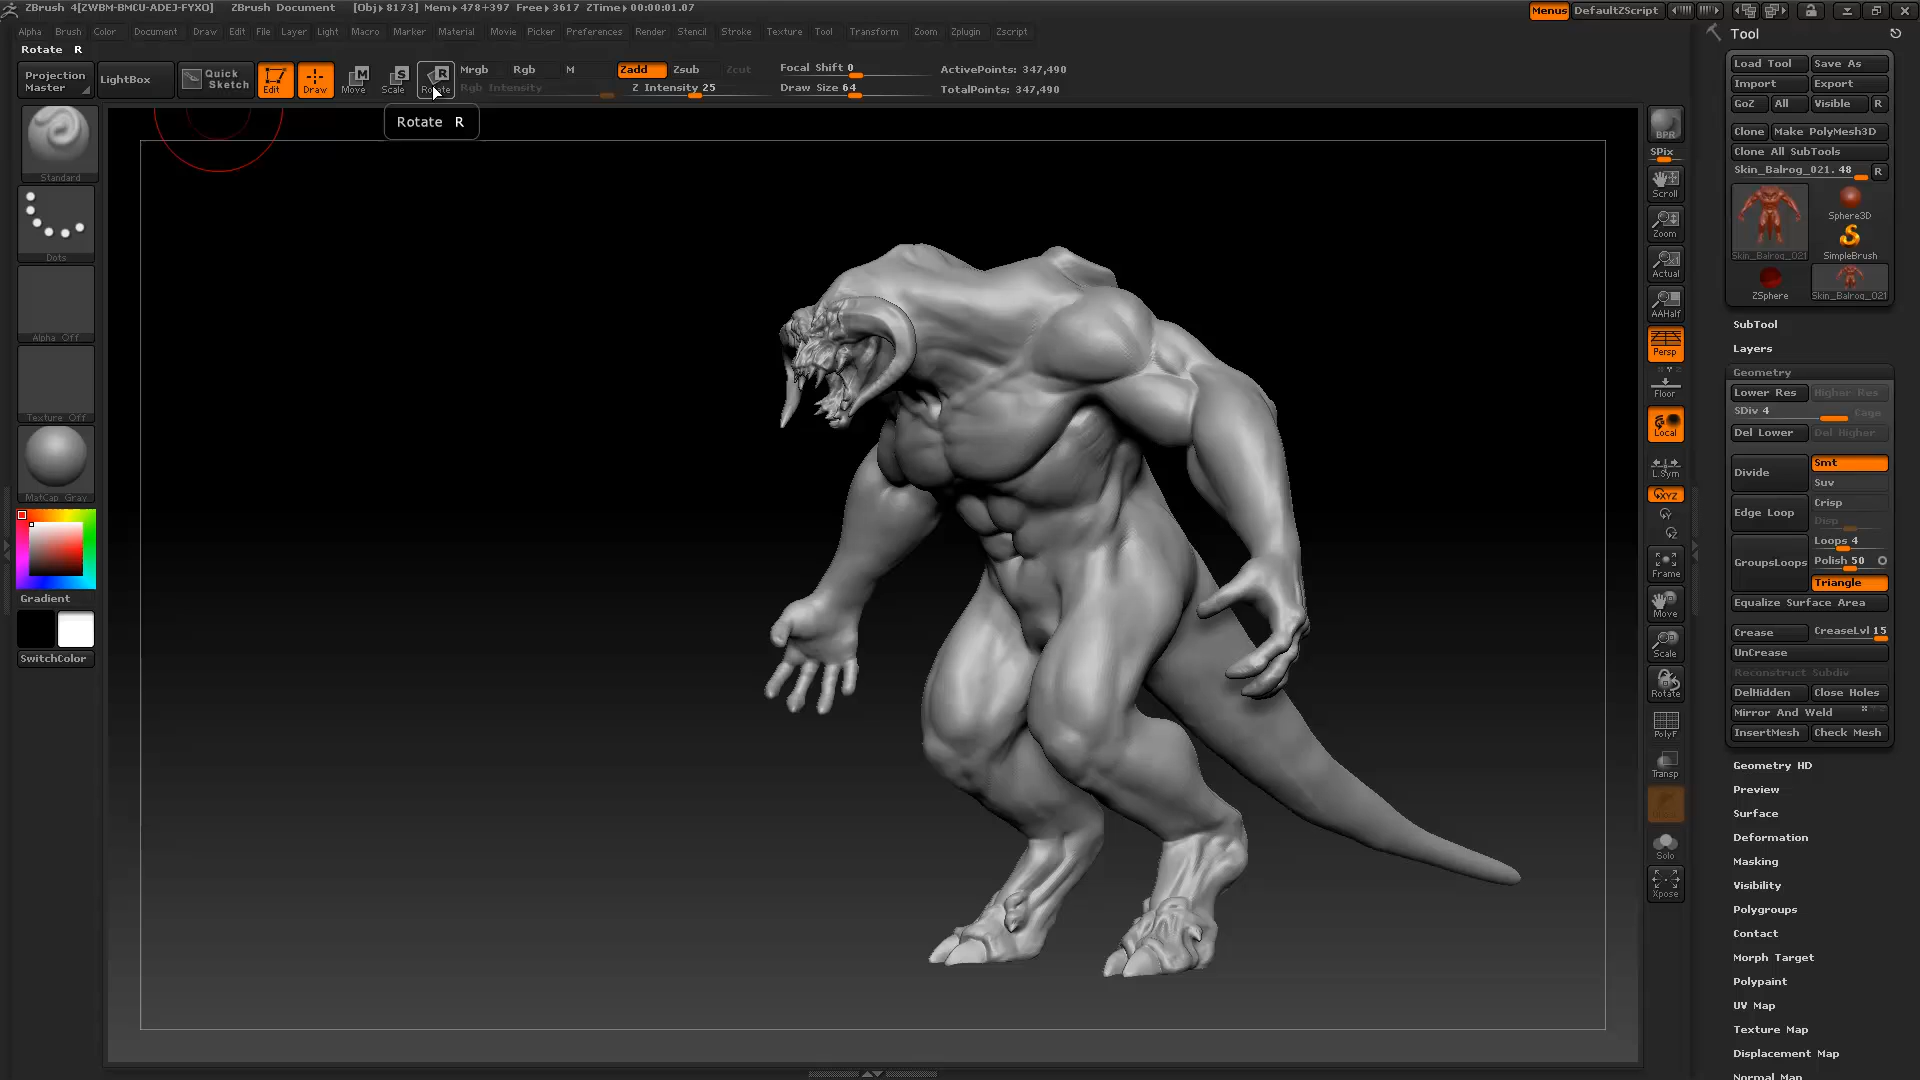 ZBrush 4[ZWBM-BMCU-ADEJ-FYXO] ZBrush Document [Obj▸8173] Mem▸478+397 Free▸3617 ZTime▸00:00:01.07 Menus DefaultZScript
Alpha Brush Color Document Draw Edit File Layer Light Macro Marker Material Movie Picker Preferences Render Stencil Stroke Texture Tool Transform Zoom Zplugin Zscript
Rotate R
Projection Master
LightBox
Quick Sketch
Edit
Draw
Move
Scale
Rotate
Mrgb Rgb M
Rgb Intensity
Zadd Zsub Zcut
Z Intensity 25
Focal Shift 0
Draw Size 64
ActivePoints: 347,490
TotalPoints: 347,490
Rotate R
Standard
Dots
Alpha Off
Texture Off
MatCap Gray
Gradient
SwitchColor
BPR
SPix
Scroll
Zoom
Actual
AAHalf
Persp
Floor
Local
L.Sym
XYZ
Frame
Move
Scale
Rotate
PolyF
Transp
Solo
Xpose
Tool
Load Tool Save As
Import Export
GoZ All Visible R
Clone Make PolyMesh3D
Clone All SubTools
Skin_Balrog_021. 48 R
Sphere3D
Skin_Balrog_021 SimpleBrush
ZSphere Skin_Balrog_021
SubTool
Layers
Geometry
Lower Res Higher Res
SDiv 4 Cage
Del Lower Del Higher
Divide Smt
Suv
Edge Loop Crisp
Disp
Loops 4
GroupsLoops Polish 50
Triangle
Equalize Surface Area
Crease CreaseLvl 15
UnCrease
Reconstruct Subdiv
DelHidden Close Holes
Mirror And Weld
InsertMesh Check Mesh
Geometry HD
Preview
Surface
Deformation
Masking
Visibility
Polygroups
Contact
Morph Target
Polypaint
UV Map
Texture Map
Displacement Map
Normal Map